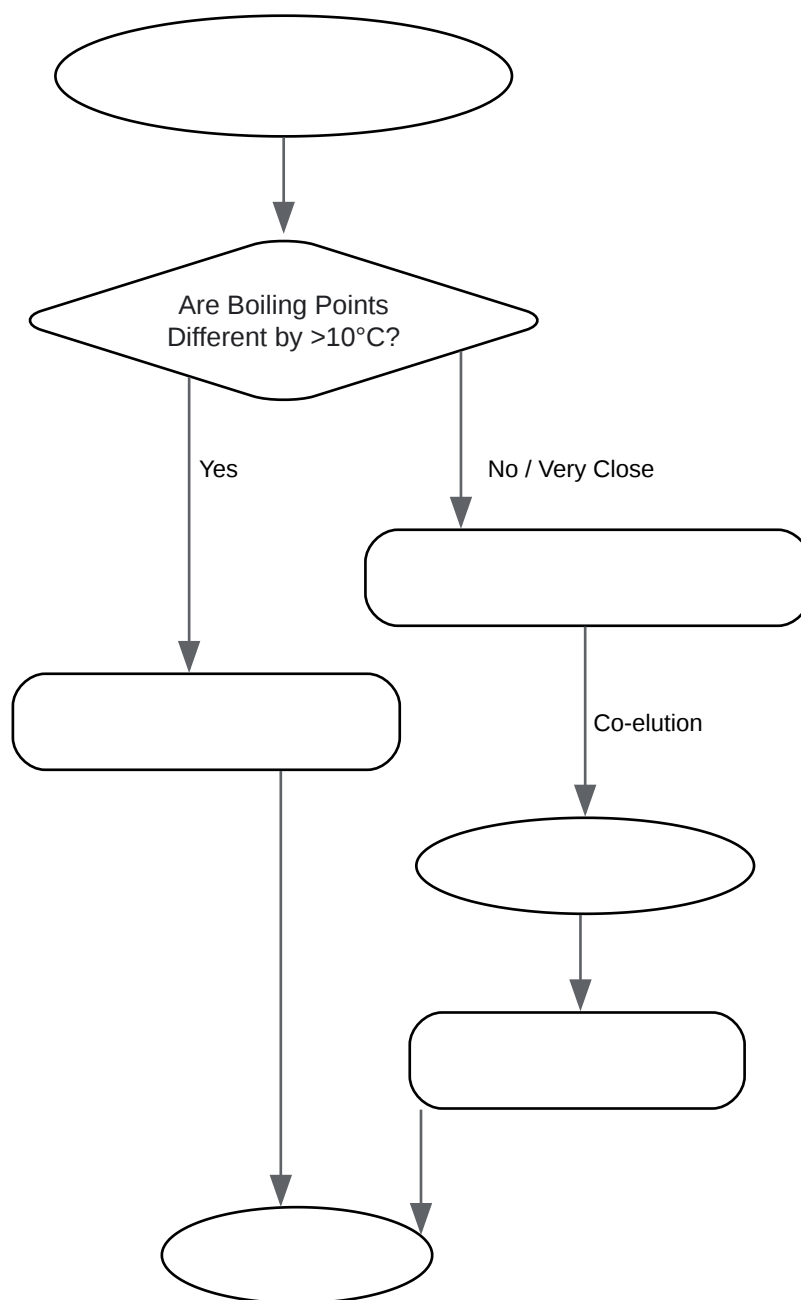 Are Boiling Points
Different by >10°C?
Yes
No / Very Close
Co-elution